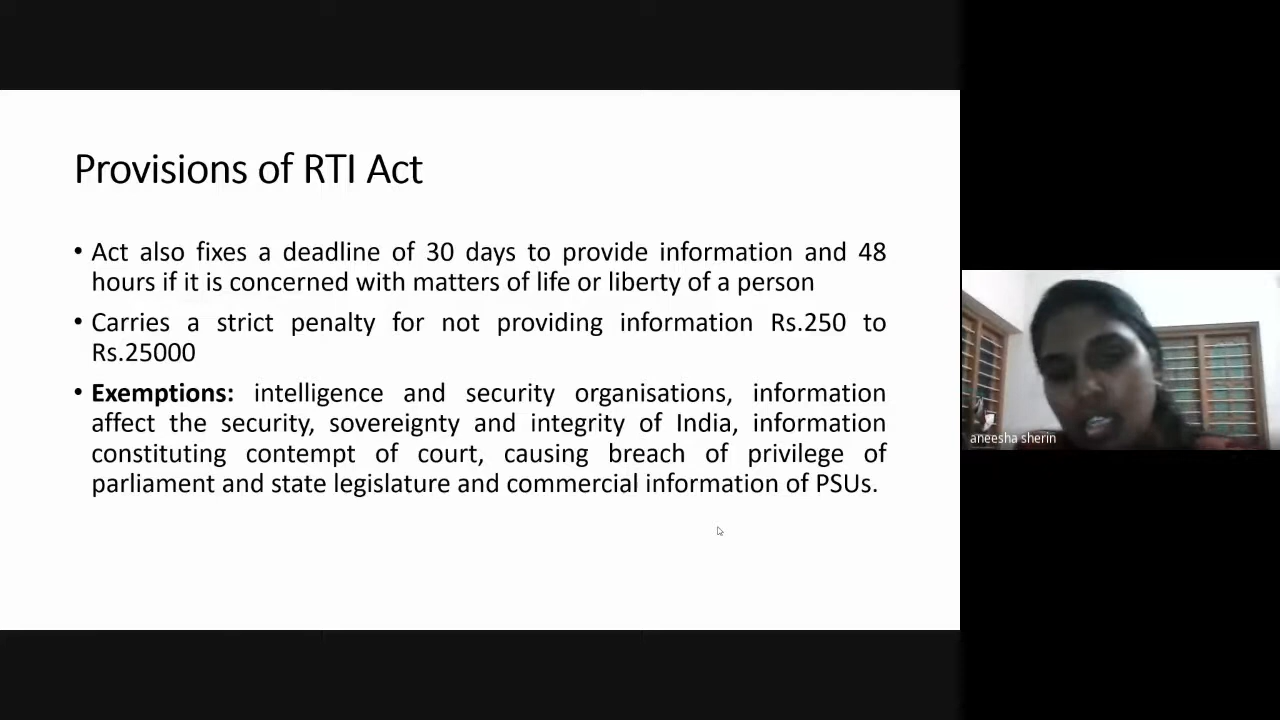 Provisions of RTI Act
• Act also fixes a deadline of 30 days to provide information and 48
hours if it is concerned with matters of life or liberty of a person
• Carries a strict penalty for not providing information Rs.250 to
Rs.25000
• Exemptions: intelligence and security organisations, information
affect the security, sovereignty and integrity of India, information
constituting contempt of court, causing breach of privilege of
parliament and state legislature and commercial information of PSUs.
aneesha sherin